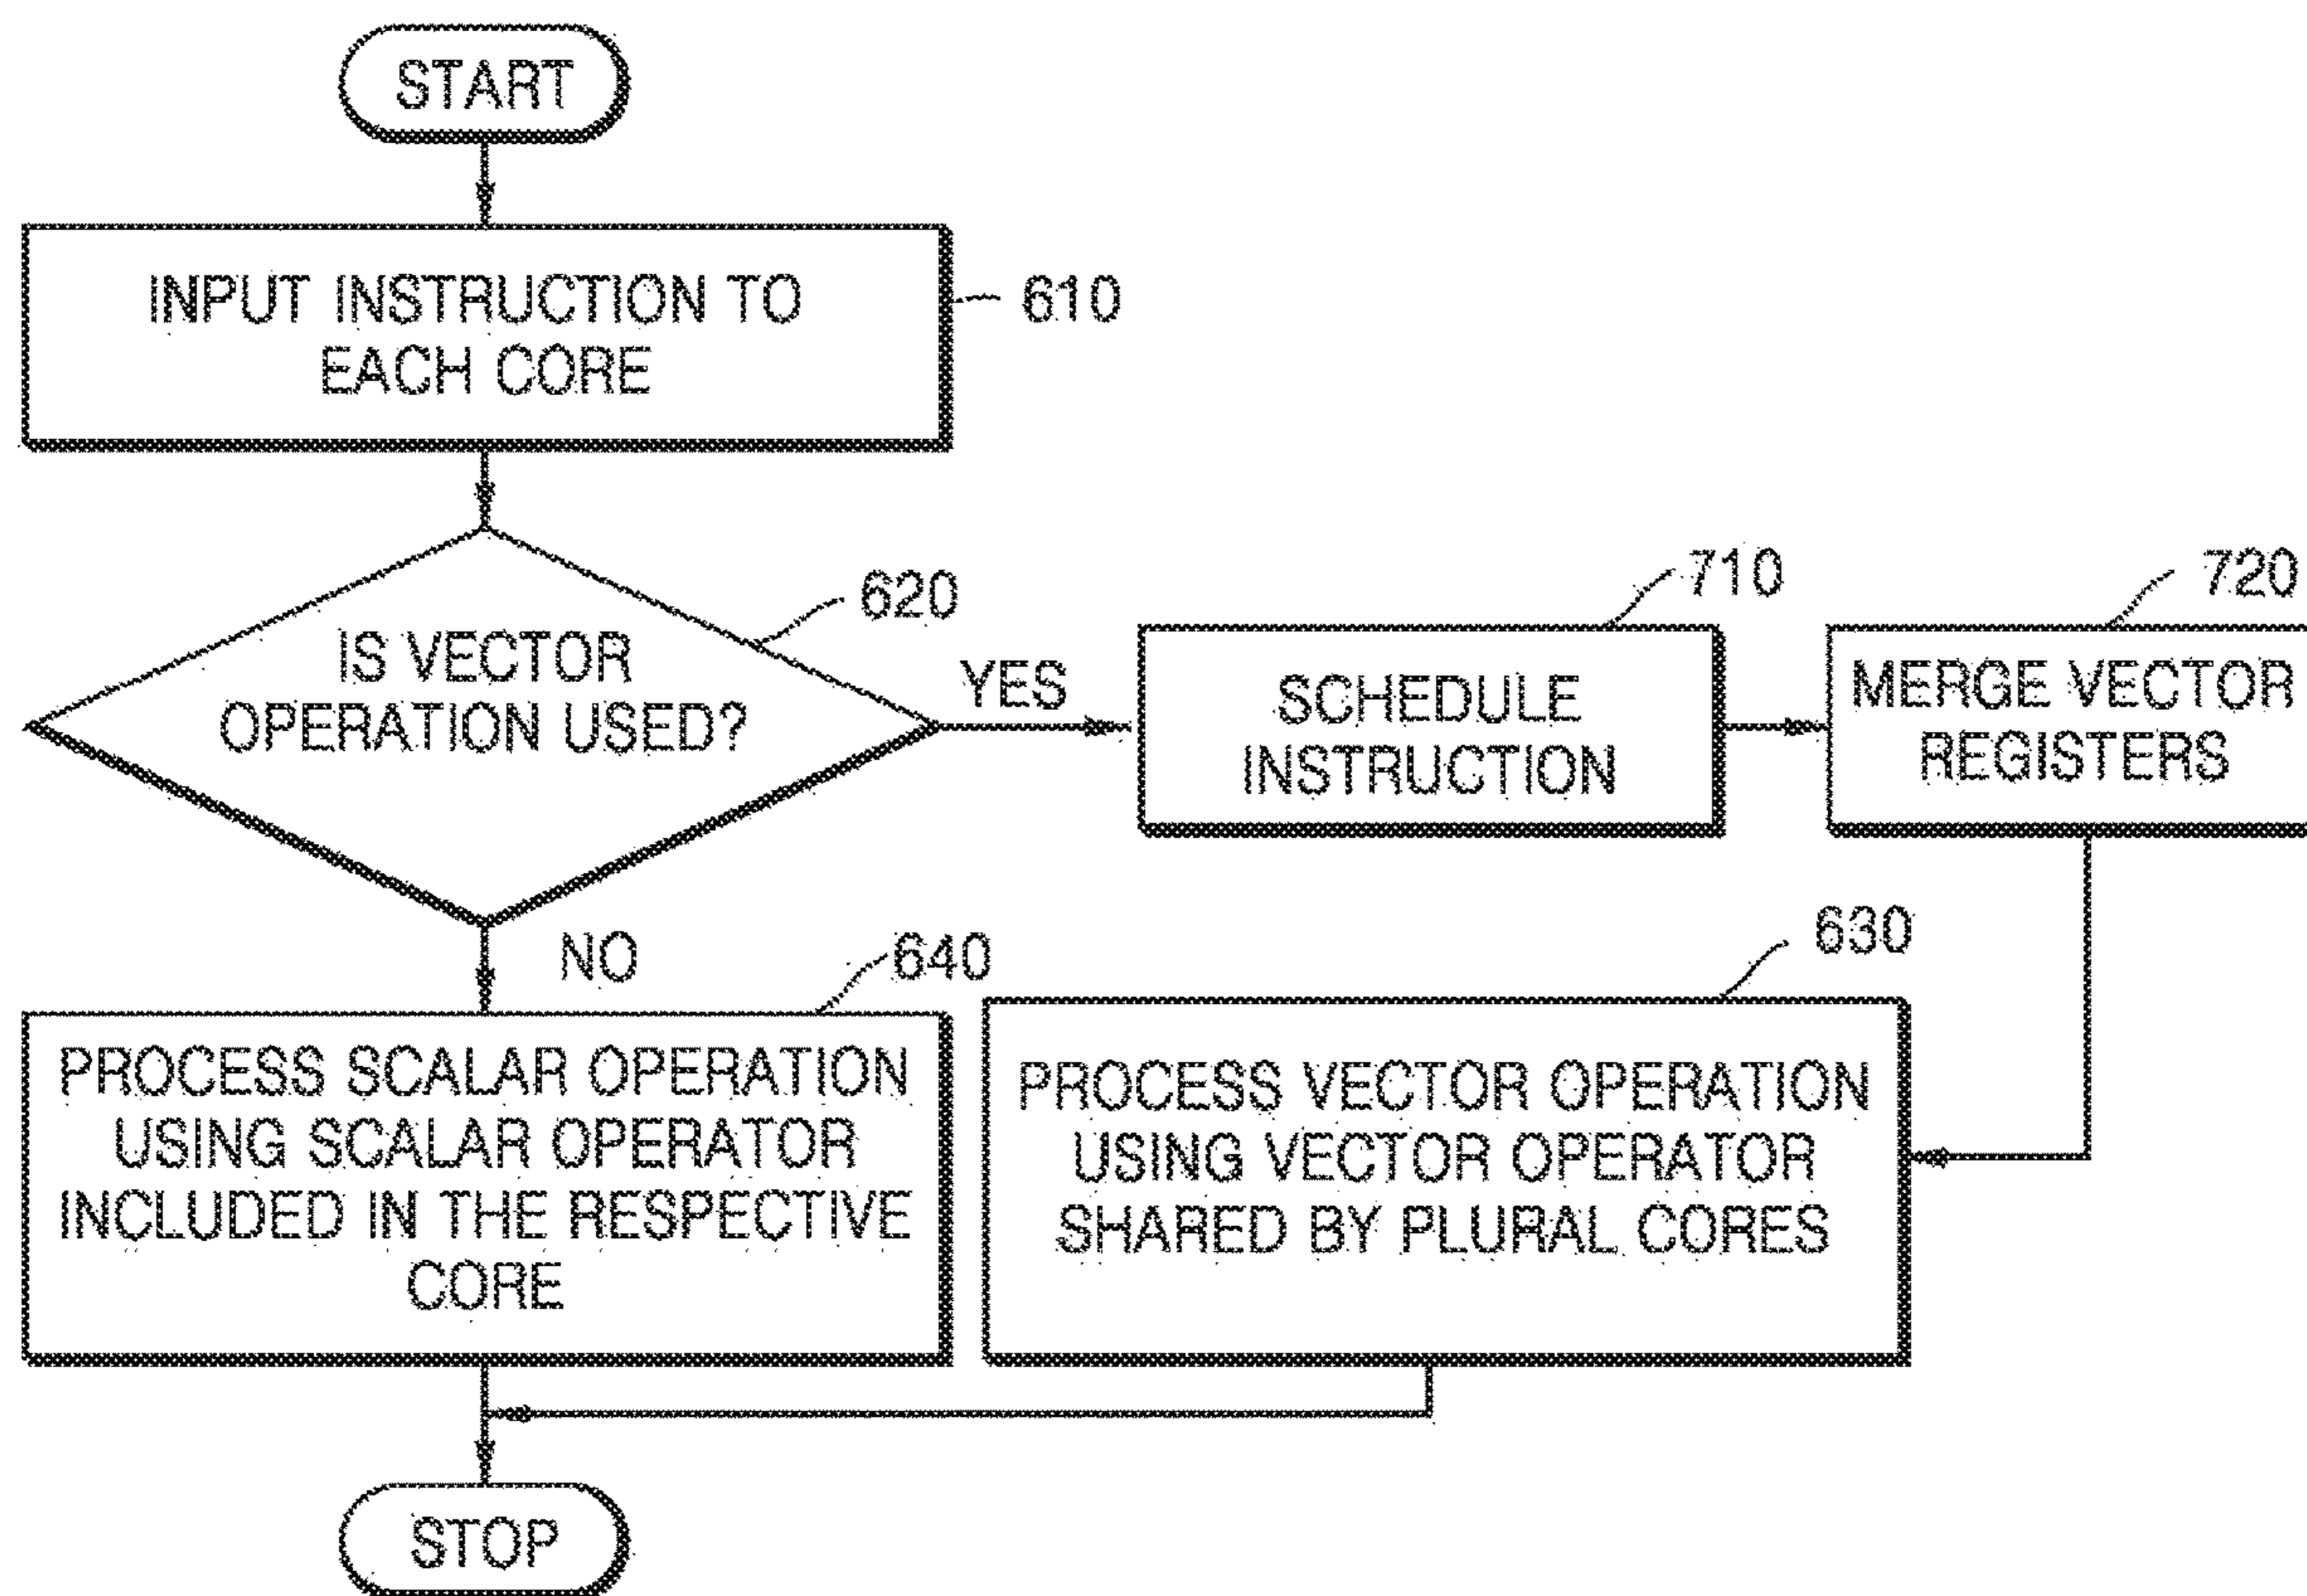 START
INPUT INSTRUCTION TO
EACH CORE
610
IS VECTOR
OPERATION USED?
620
YES
710
SCHEDULE
INSTRUCTION
720
MERGE VECTOR
REGISTERS
NO
640
PROCESS SCALAR OPERATION
USING SCALAR OPERATOR
INCLUDED IN THE RESPECTIVE
CORE
630
PROCESS VECTOR OPERATION
USING VECTOR OPERATOR
SHARED BY PLURAL CORES
STOP